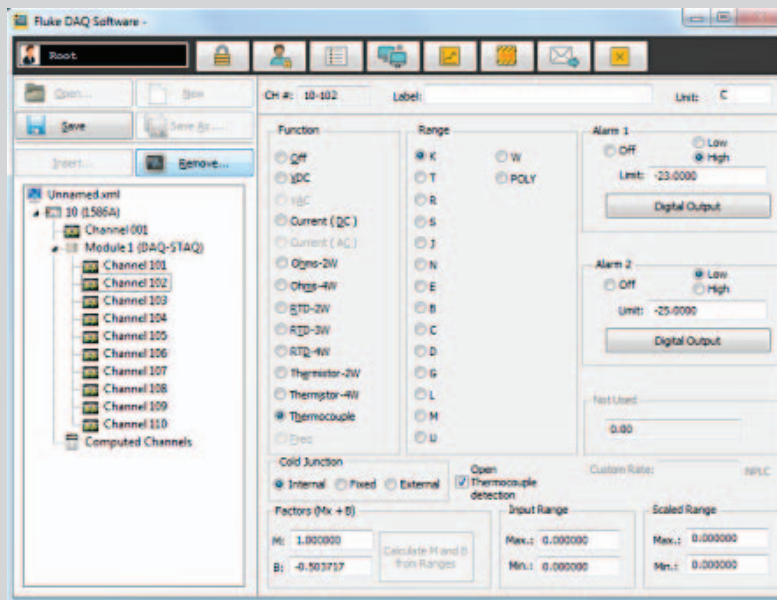 Fluke DAQ Software -
Root
Open... New
Save Save As...
Insert... Remove...
Unnamed.xml
10 (1586A)
Channel 001
Module 1 (DAQ-STAQ)
Channel 101
Channel 102
Channel 103
Channel 104
Channel 105
Channel 106
Channel 107
Channel 108
Channel 109
Channel 110
Computed Channels
CH #: 10-102 Label: Unit: C
Function
Off
VDC
VAC
Current (DC)
Current (AC)
Ohms-2W
Ohms-4W
RTD-2W
RTD-3W
RTD-4W
Thermistor-2W
Thermistor-4W
Thermocouple
Freq
Range
K W
T POLY
R
S
J
N
E
B
C
D
G
L
M
U
Alarm 1
Off Low
High
Limit: -23.0000
Digital Output
Alarm 2
Off Low
High
Limit: -25.0000
Digital Output
Not Used
0.00
Cold Junction
Internal Fixed External
Open Thermocouple detection
Custom Rate: NPLC
Factors (Mx + B)
M: 1.000000
B: -0.503717
Calculate M and B from Ranges
Input Range
Max.: 0.000000
Min.: 0.000000
Scaled Range
Max.: 0.000000
Min.: 0.000000